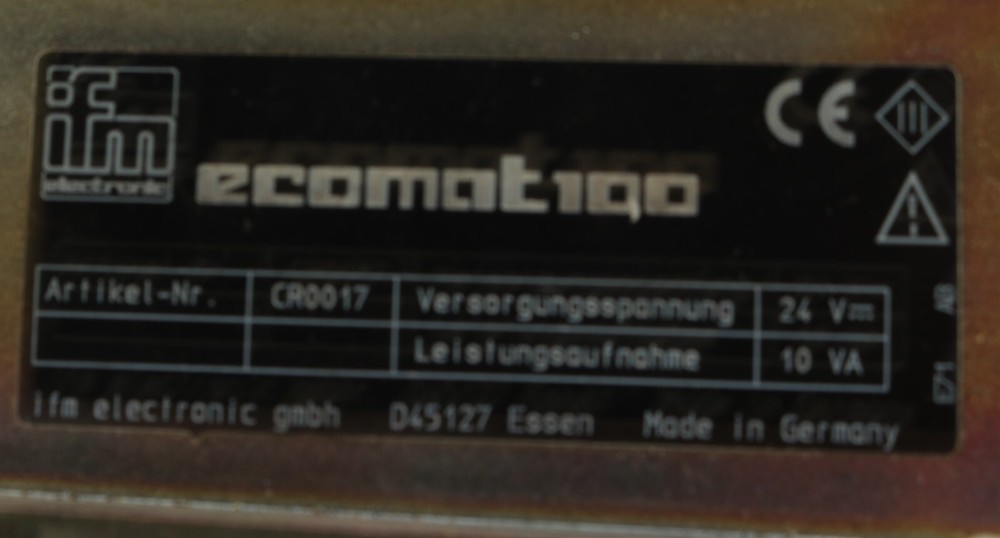 ifm
electronic
CE
ecomat100
Artikel-Nr. CR0017 Versorgungsspannung 24 V
Leistungsaufnahme 10 VA
ifm electronic gmbh D45127 Essen Made in Germany